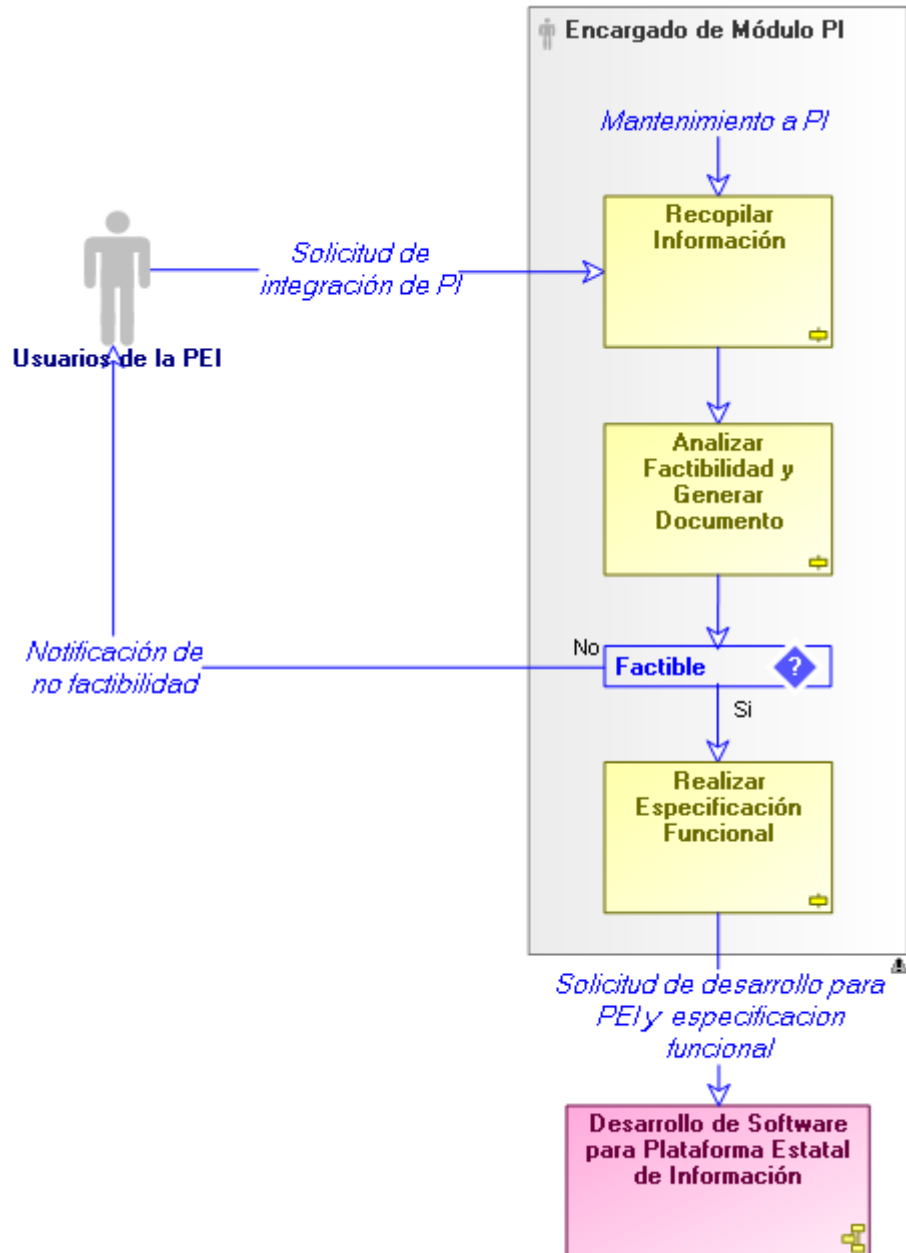 Encargado de Módulo PI
Mantenimiento a PI
Recopilar
Información
Solicitud de
integración de PI
Usuarios de la PEI
Analizar
Factibilidad y
Generar
Documento
No
Factible
?
Notificación de
no factibilidad
Si
Realizar
Especificación
Funcional
Solicitud de desarrollo para
PEI y especificacion
funcional
Desarrollo de Software
para Plataforma Estatal
de Información